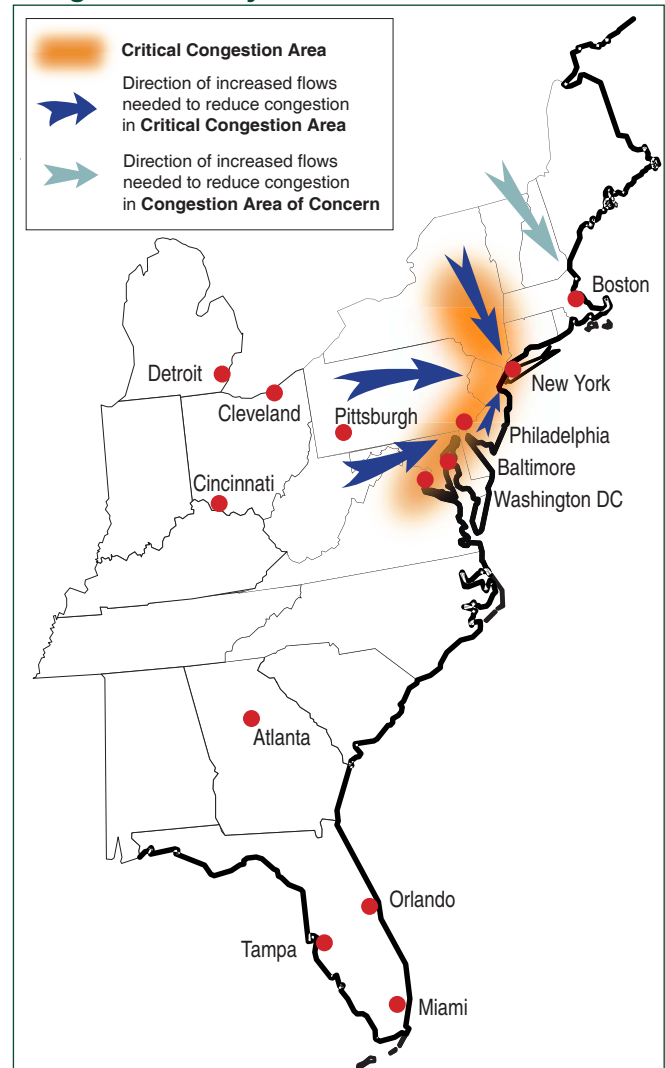 Critical Congestion Area
Direction of increased flows
needed to reduce congestion
in Critical Congestion Area
Direction of increased flows
needed to reduce congestion
in Congestion Area of Concern
Boston
Detroit
New York
Cleveland
Pittsburgh
Philadelphia
Baltimore
Cincinnati
Washington DC
Atlanta
Orlando
Tampa
Miami